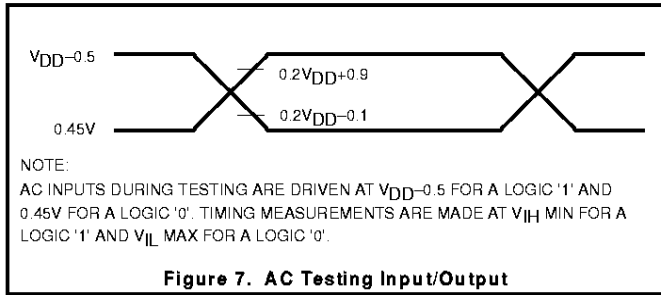 VDD–0.5
0.2VDD+0.9
0.2VDD–0.1
0.45V
NOTE:
AC INPUTS DURING TESTING ARE DRIVEN AT VDD–0.5 FOR A LOGIC '1' AND
0.45V FOR A LOGIC '0'. TIMING MEASUREMENTS ARE MADE AT VIH MIN FOR A
LOGIC '1' AND VIL MAX FOR A LOGIC '0'.
Figure 7. AC Testing Input/Output